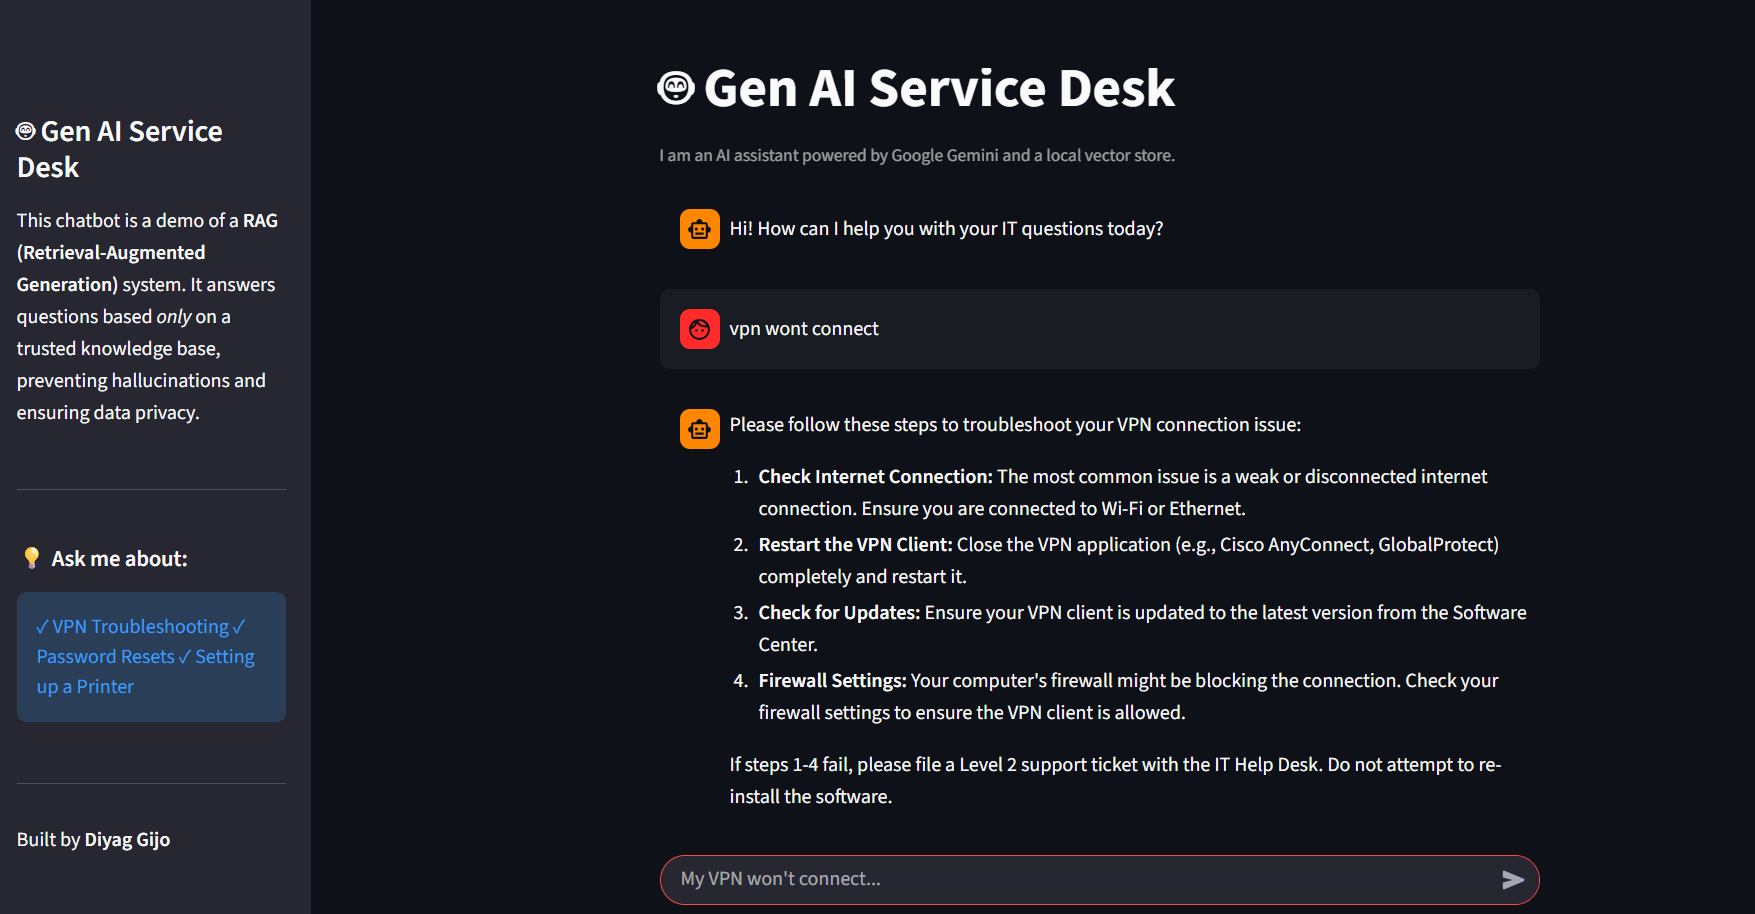 Gen AI Service
Desk
This chatbot is a demo of a RAG
(Retrieval-Augmented
Generation) system. It answers
questions based only on a
trusted knowledge base,
preventing hallucinations and
ensuring data privacy.
💡 Ask me about:
✓ VPN Troubleshooting ✓
Password Resets ✓ Setting
up a Printer
Built by Diyag Gijo
Gen AI Service Desk
I am an AI assistant powered by Google Gemini and a local vector store.
Hi! How can I help you with your IT questions today?
vpn wont connect
Please follow these steps to troubleshoot your VPN connection issue:
1. Check Internet Connection: The most common issue is a weak or disconnected internet
connection. Ensure you are connected to Wi-Fi or Ethernet.
2. Restart the VPN Client: Close the VPN application (e.g., Cisco AnyConnect, GlobalProtect)
completely and restart it.
3. Check for Updates: Ensure your VPN client is updated to the latest version from the Software
Center.
4. Firewall Settings: Your computer's firewall might be blocking the connection. Check your
firewall settings to ensure the VPN client is allowed.
If steps 1-4 fail, please file a Level 2 support ticket with the IT Help Desk. Do not attempt to re-
install the software.
My VPN won't connect...